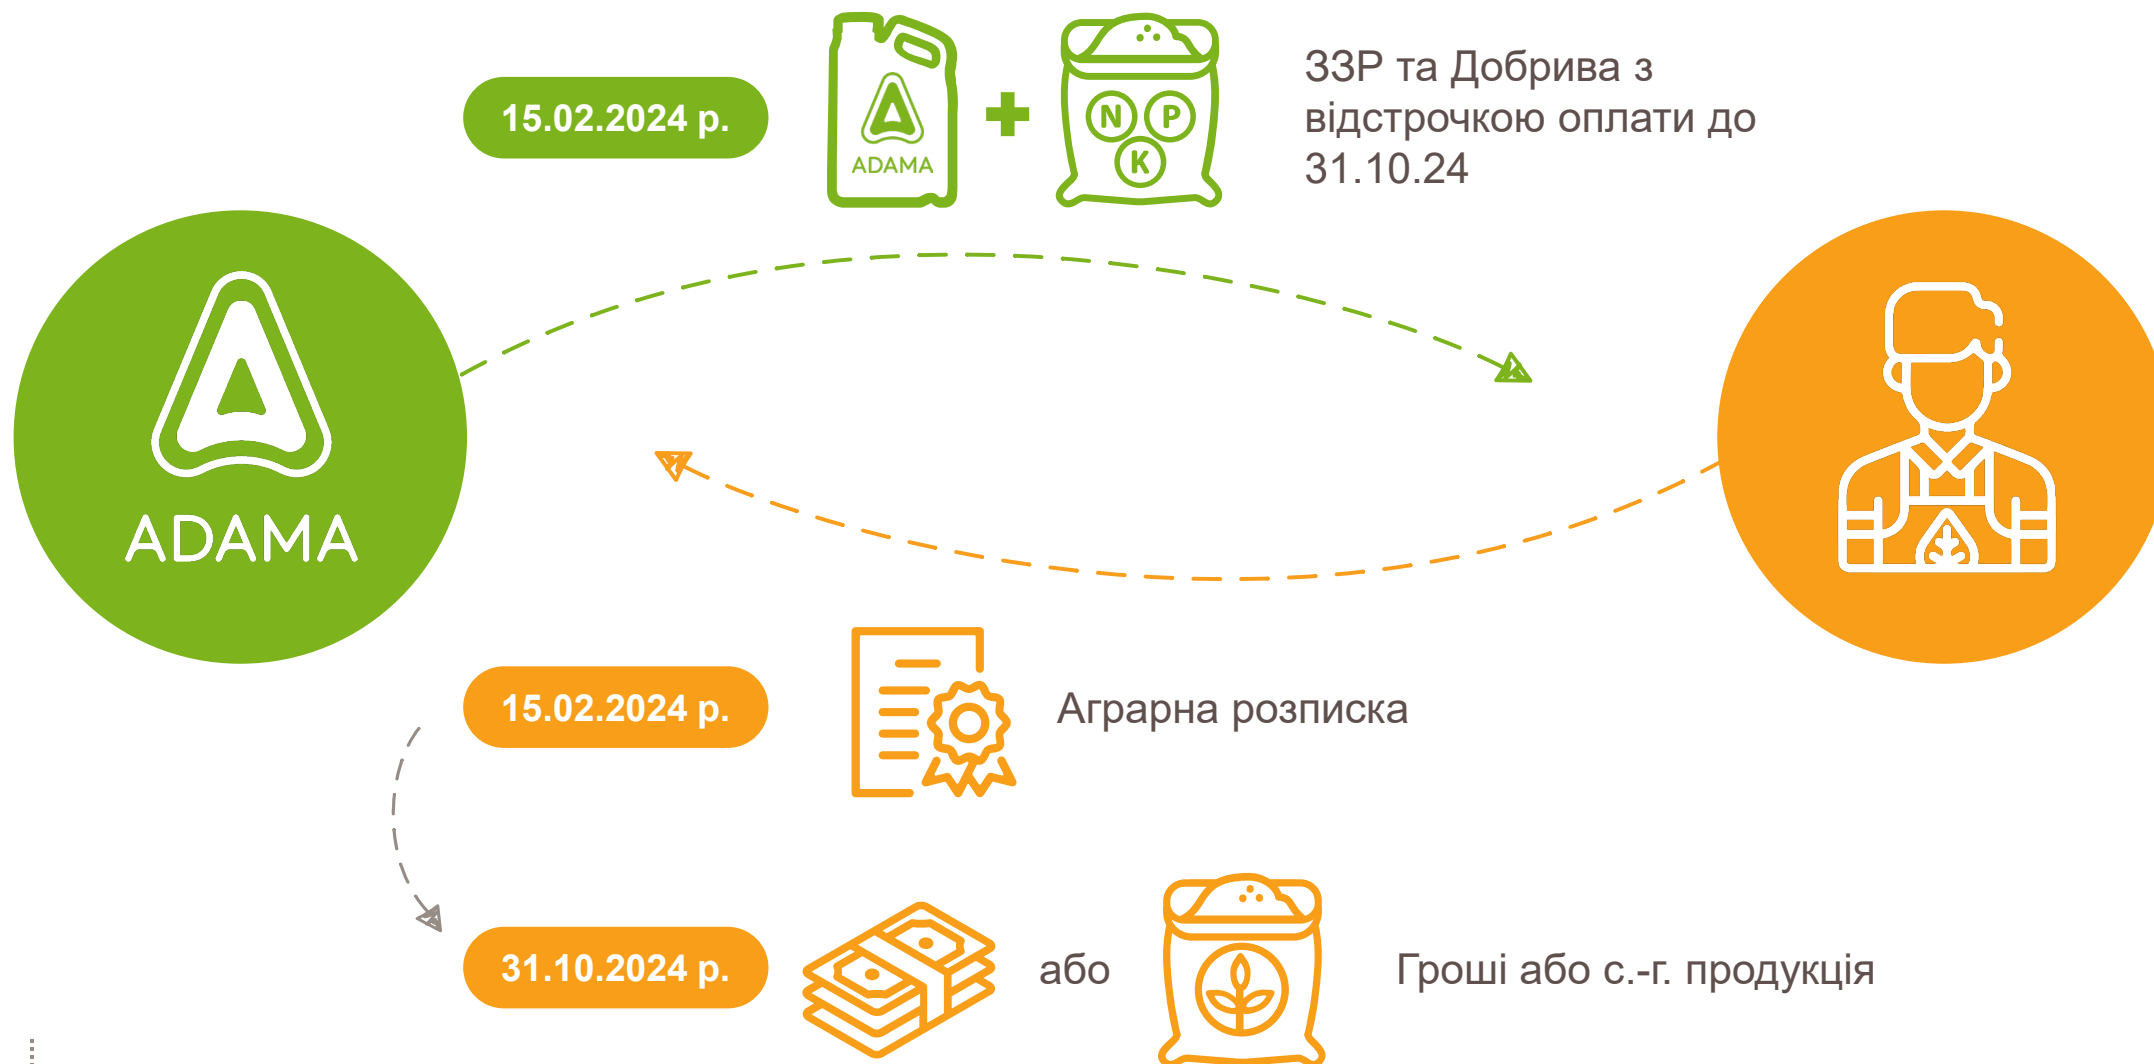 15.02.2024 р.
ADAMA
N P
K
ЗЗР та Добрива з
відстрочкою оплати до
31.10.24
ADAMA
15.02.2024 р.
Аграрна розписка
31.10.2024 р.
або
Гроші або с.-г. продукція